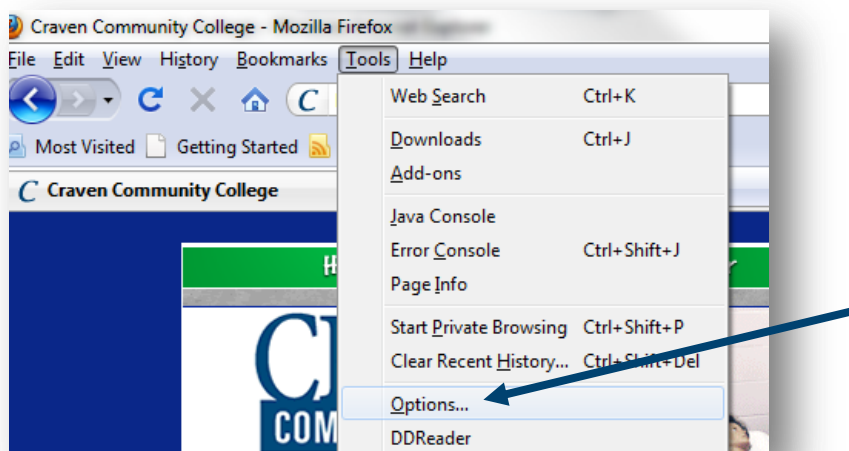 Craven Community College - Mozilla Firefox
File Edit View History Bookmarks Tools Help
Web Search Ctrl+K
Most Visited Getting Started
Downloads Ctrl+J
Add-ons
Craven Community College
Java Console
Error Console Ctrl+Shift+J
Page Info
Start Private Browsing Ctrl+Shift+P
Clear Recent History... Ctrl+Shift+Del
Options...
COM
DDReader